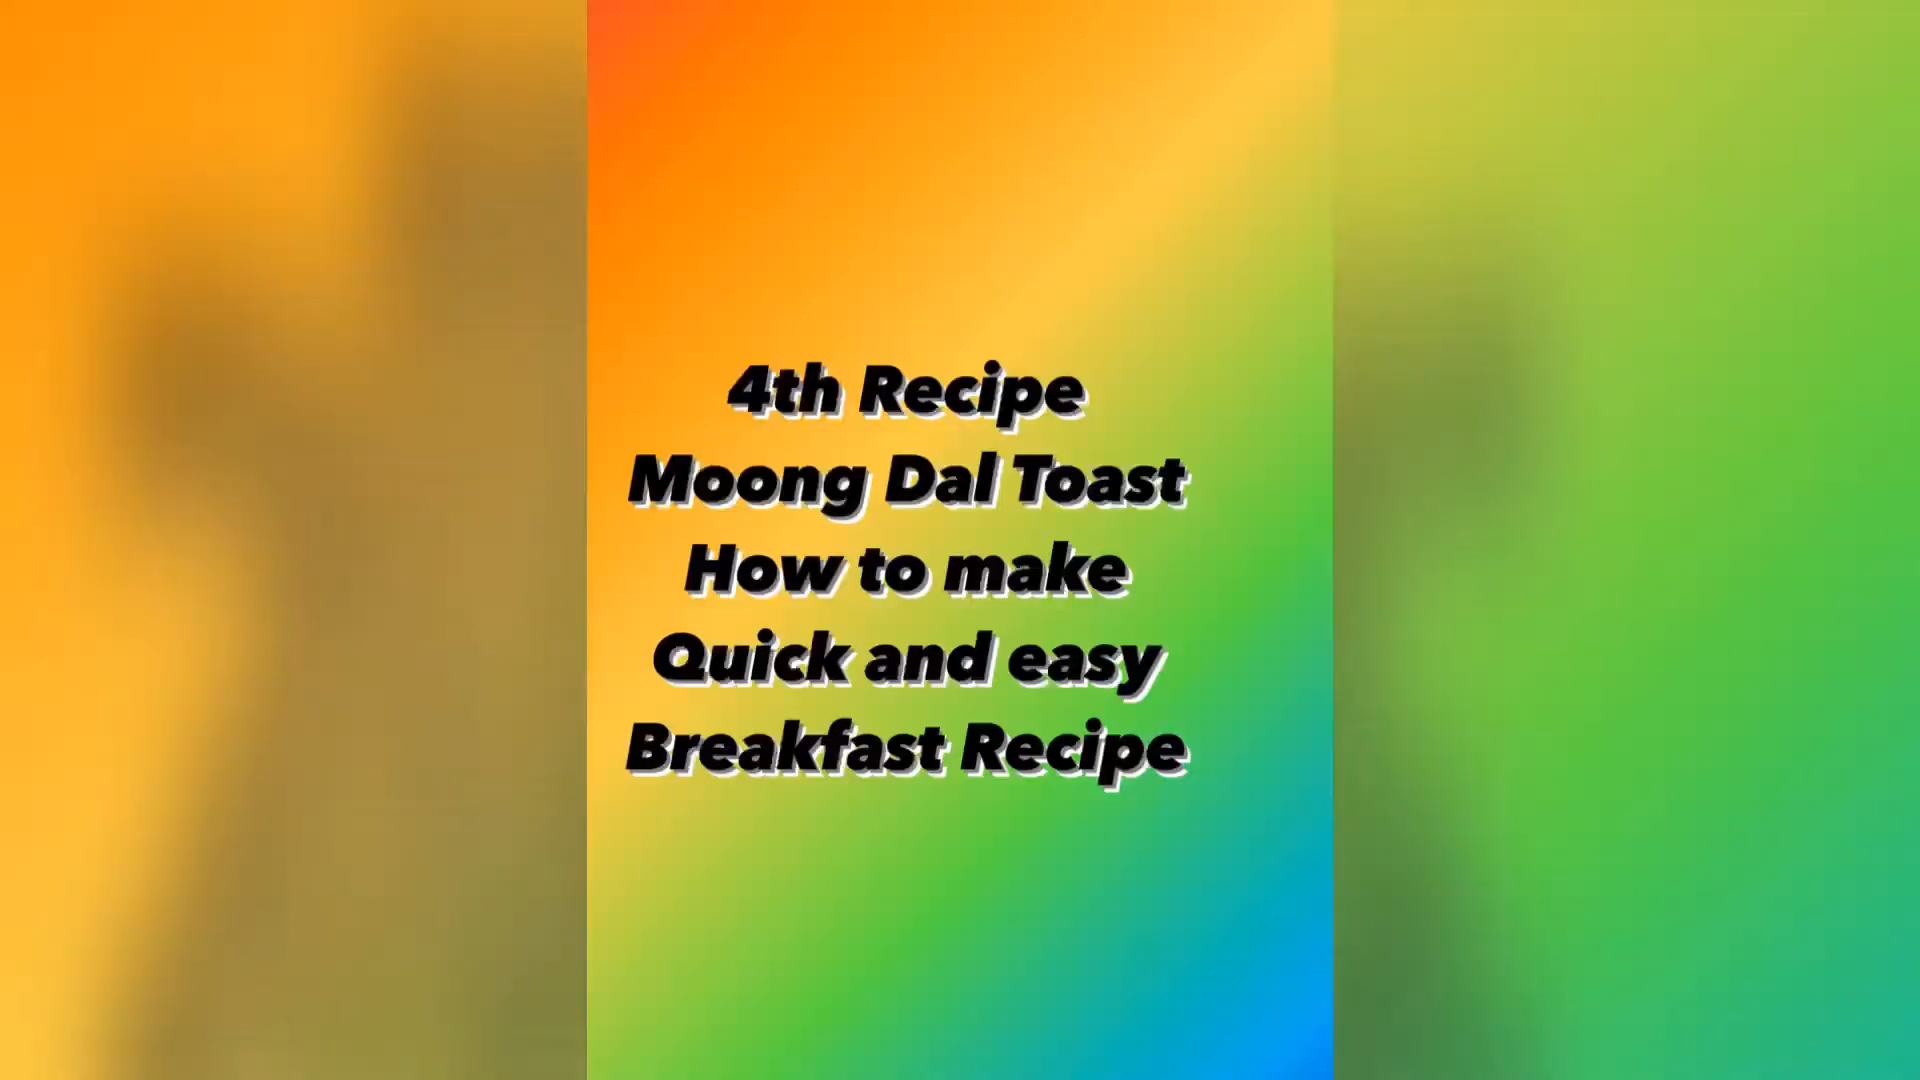 4th Recipe
Moong Dal Toast
How to make
Quick and easy
Breakfast Recipe